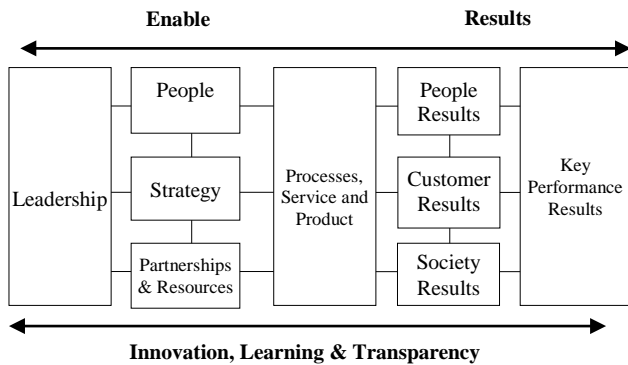 Enable
Results
Leadership
People
Strategy
Partnerships
& Resources
Processes,
Service and
Product
People
Results
Customer
Results
Society
Results
Key
Performance
Results
Innovation, Learning & Transparency